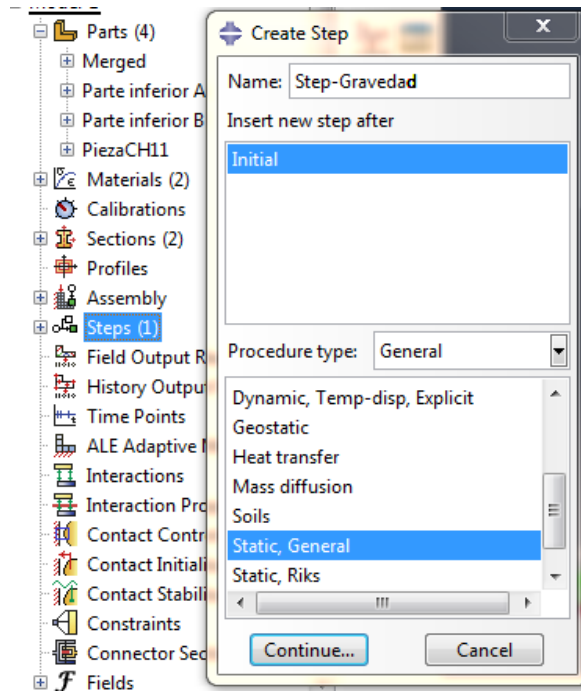 Parts (4)
Merged
Parte inferior A
Parte inferior B
PiezaCH11
Materials (2)
Calibrations
Sections (2)
Profiles
Assembly
Steps (1)
Field Output R
History Outpu
Time Points
ALE Adaptive
Interactions
Interaction Pro
Contact Contr
Contact Initiali
Contact Stabili
Constraints
Connector Sec
Fields
Create Step
X
Name: Step-Gravedad
Insert new step after
Initial
Procedure type: General
Dynamic, Temp-disp, Explicit
Geostatic
Heat transfer
Mass diffusion
Soils
Static, General
Static, Riks
Continue...
Cancel